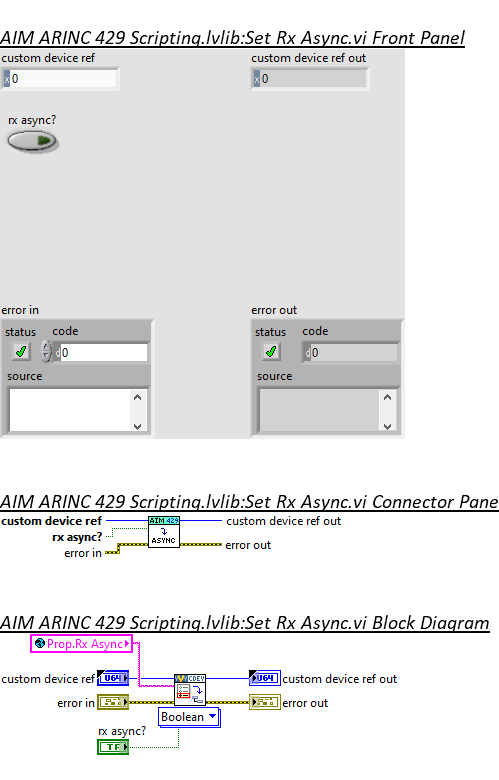 AIM ARINC 429 Scripting.lvlib:Set Rx Async.vi Front Panel
custom device ref
custom device ref out
x 0
x 0
rx async?
error in
error out
status code
status code
d 0
d 0
source
source
AIM ARINC 429 Scripting.lvlib:Set Rx Async.vi Connector Pane
custom device ref
AIM 429
custom device ref out
rx async?
ASYNC
error in
error out
AIM ARINC 429 Scripting.lvlib:Set Rx Async.vi Block Diagram
Prop.Rx Async
custom device ref
U64
CDEV
U64
custom device ref out
error in
error out
Boolean
rx async?
TF